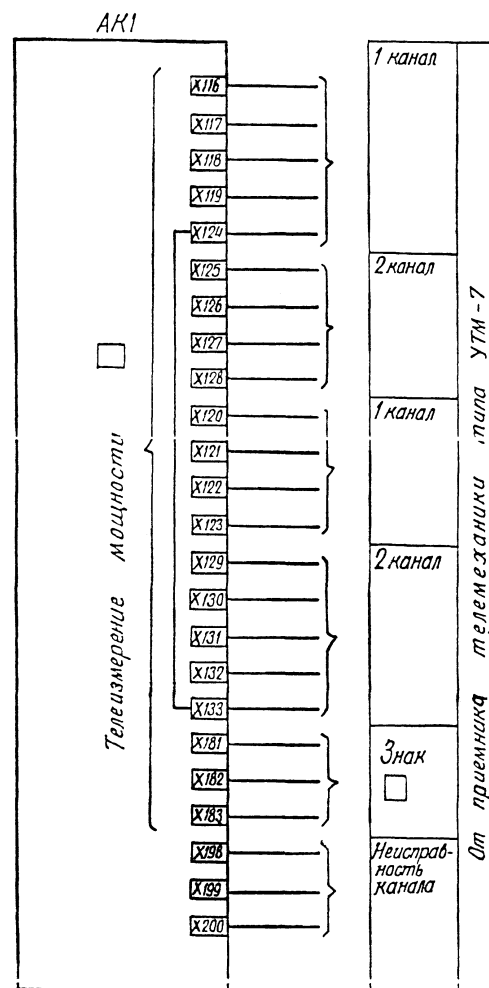 АК1
Телеизмерение мощности
X116
X117
X118
X119
X124
X125
X126
X127
X128
X120
X121
X122
X123
X129
X130
X131
X132
X133
X181
X182
X183
X198
X199
X200
1 канал
2 канал
1 канал
2 канал
Знак
Неисправ-
ность
канала
От приемника телемеханики типа УТМ-7